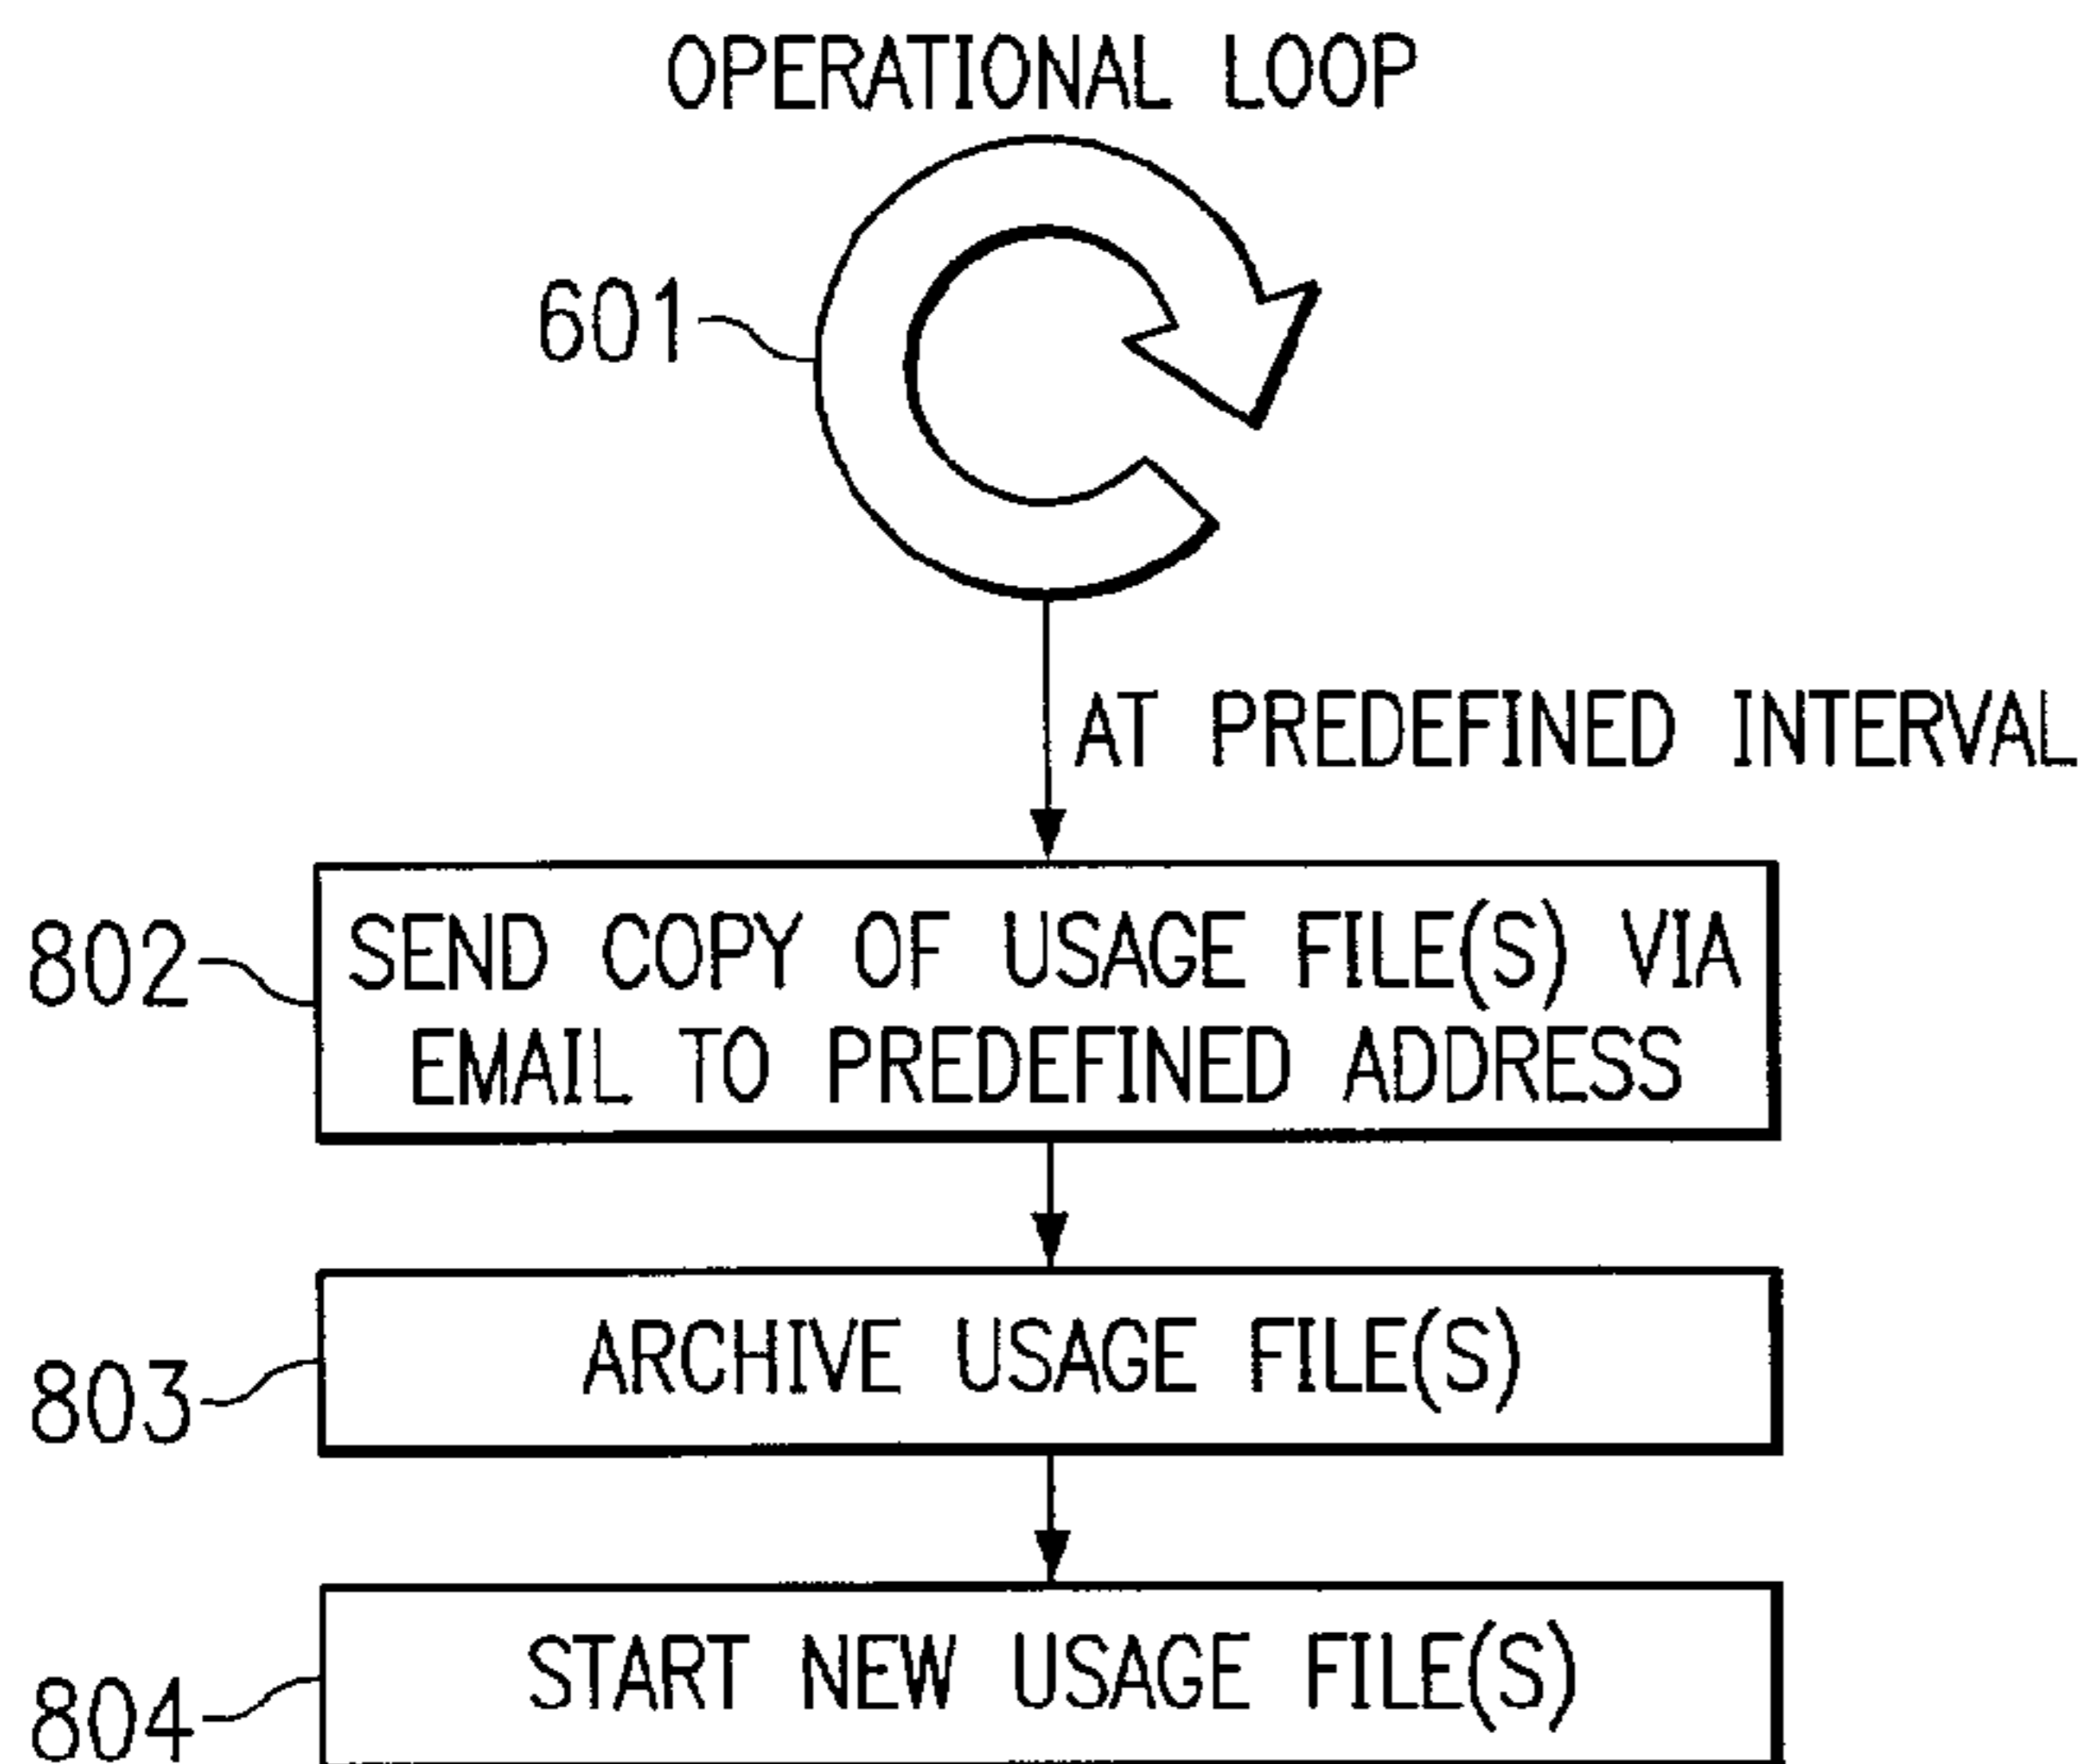 OPERATIONAL LOOP
601
AT PREDEFINED INTERVAL
802
SEND COPY OF USAGE FILE(S) VIA
EMAIL TO PREDEFINED ADDRESS
803
ARCHIVE USAGE FILE(S)
804
START NEW USAGE FILE(S)